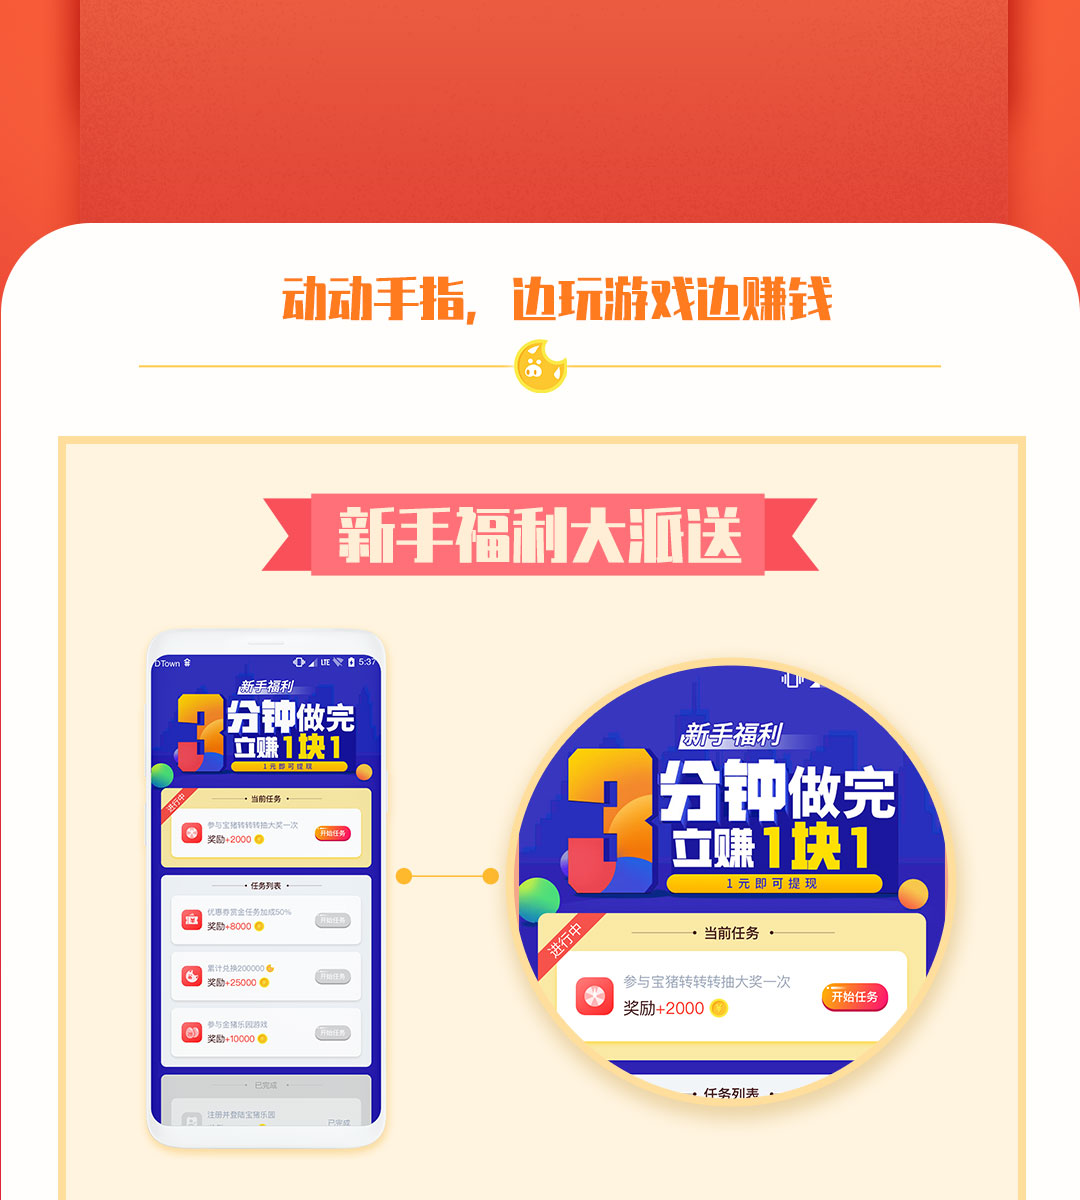 动动手指，边玩游戏边赚钱
新手福利大派送
DTown
LTE 5:37
新手福利
3分钟做完
立赚1块1
1元即可提现
进行中
当前任务
参与宝猪转转转抽大奖一次
奖励+2000
开始任务
任务列表
优惠券赏金任务加成50%
奖励+8000
开始任务
累计兑换200000
奖励+25000
开始任务
参与金猪乐园游戏
奖励+10000
开始任务
已完成
注册并登陆宝猪乐园
已完成
新手福利
3分钟做完
立赚1块1
1元即可提现
进行中
当前任务
参与宝猪转转转抽大奖一次
奖励+2000
开始任务
任务列表